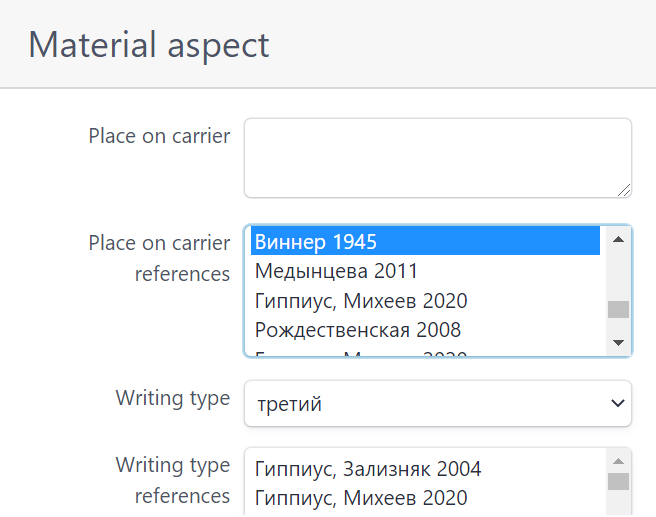 Material aspect
Place on carrier
Place on carrier references
Виннер 1945
Медынцева 2011
Гиппиус, Михеев 2020
Рождественская 2008
Writing type
третий
Writing type references
Гиппиус, Зализняк 2004
Гиппиус, Михеев 2020